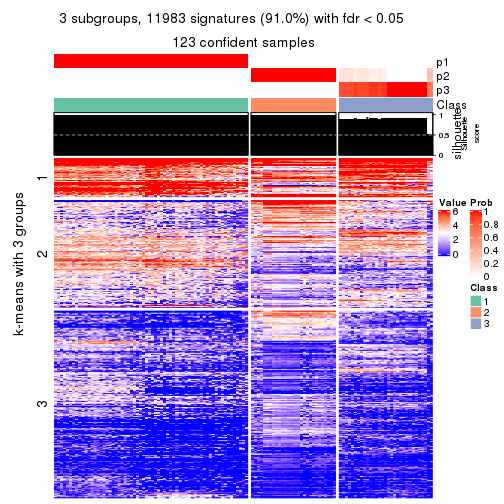 3 subgroups, 11983 signatures (91.0%) with fdr < 0.05
123 confident samples
p1
p2
p3
Class
1
0.5
0
silhouette
Silhouette
score
k-means with 3 groups
1
2
3
Value
6
4
2
0
Prob
1
0.8
0.6
0.4
0.2
0
Class
1
2
3